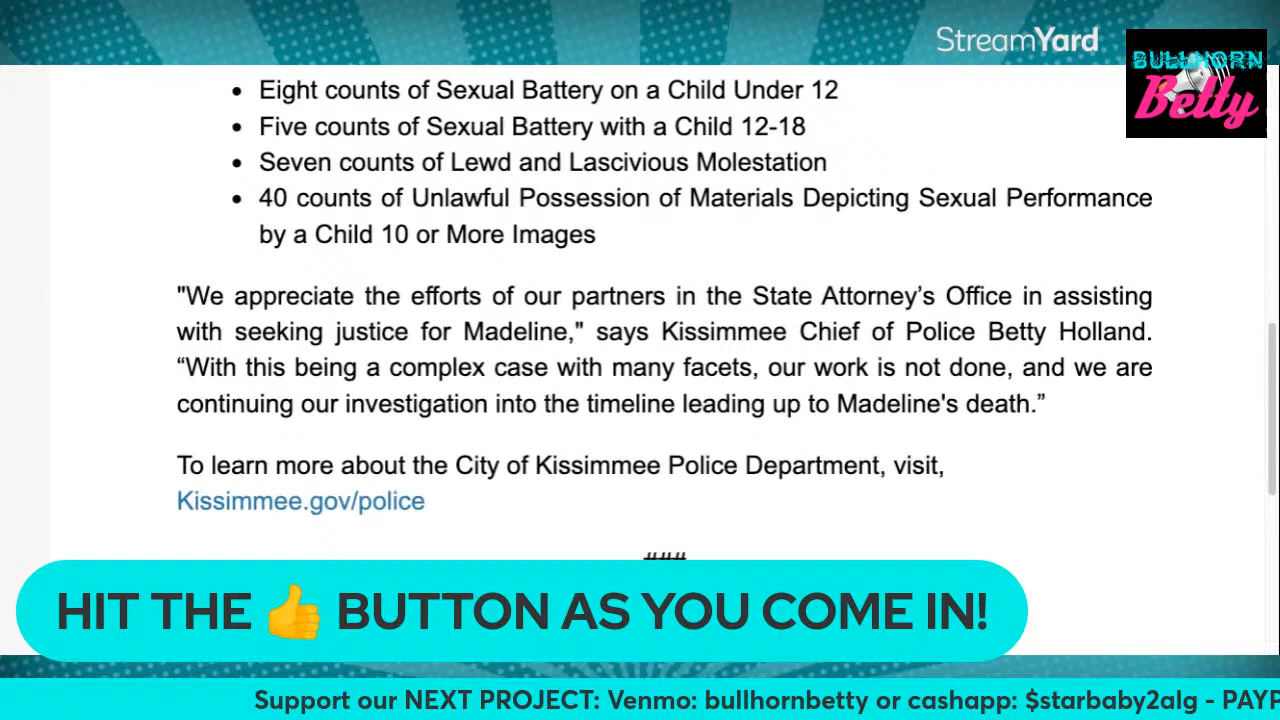 StreamYard
BULLHORN
Betty
• Eight counts of Sexual Battery on a Child Under 12
• Five counts of Sexual Battery with a Child 12-18
• Seven counts of Lewd and Lascivious Molestation
• 40 counts of Unlawful Possession of Materials Depicting Sexual Performance
by a Child 10 or More Images
"We appreciate the efforts of our partners in the State Attorney’s Office in assisting
with seeking justice for Madeline," says Kissimmee Chief of Police Betty Holland.
“With this being a complex case with many facets, our work is not done, and we are
continuing our investigation into the timeline leading up to Madeline's death.”
To learn more about the City of Kissimmee Police Department, visit,
Kissimmee.gov/police
###
HIT THE 👍 BUTTON AS YOU COME IN!
Support our NEXT PROJECT: Venmo: bullhornbetty or cashapp: $starbaby2alg - PAYP